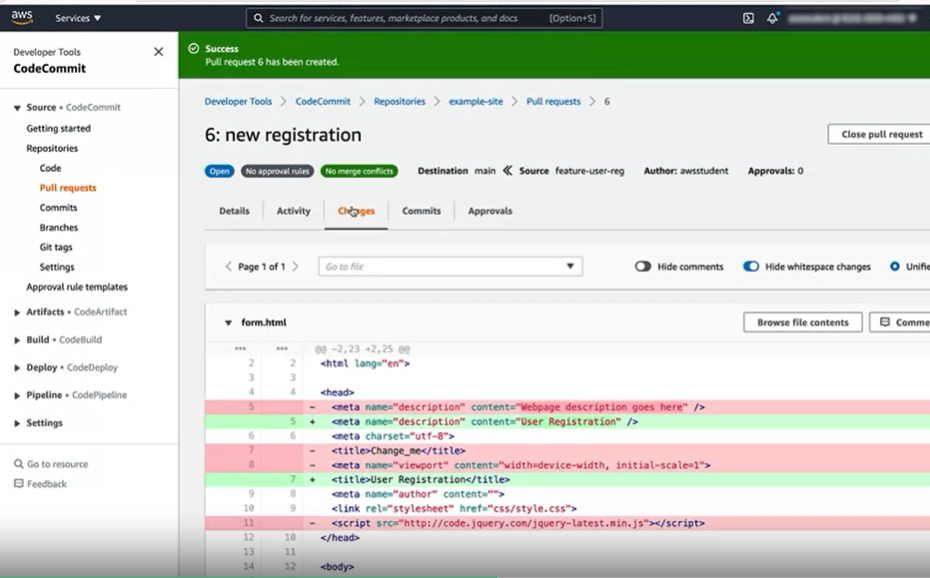 aws
Services
Search for services, features, marketplace products, and docs [Option+S]
Developer Tools
CodeCommit
Source • CodeCommit
Getting started
Repositories
Code
Pull requests
Commits
Branches
Git tags
Settings
Approval rule templates
Artifacts • CodeArtifact
Build • CodeBuild
Deploy • CodeDeploy
Pipeline • CodePipeline
Settings
Go to resource
Feedback
Success
Pull request 6 has been created.
Developer Tools > CodeCommit > Repositories > example-site > Pull requests > 6
6: new registration
Close pull request
Open No approval rules No merge conflicts Destination main Source feature-user-reg Author: awsstudent Approvals: 0
Details Activity Changes Commits Approvals
Page 1 of 1 Go to file Hide comments Hide whitespace changes
form.html Browse file contents
••• ••• @@ -2,23 +2,25 @@
2 2 <html lang="en">
3 3
4 4 <head>
5 - <meta name="description" content="Webpage description goes here" />
5 + <meta name="description" content="User Registration" />
6 6 <meta charset="utf-8">
7 - <title>Change_me</title>
8 - <meta name="viewport" content="width=device-width, initial-scale=1">
7 + <title>User Registration</title>
9 8 <meta name="author" content="">
10 9 <link rel="stylesheet" href="css/style.css">
11 - <script src="http://code.jquery.com/jquery-latest.min.js"></script>
12 10 </head>
13 11
14 12 <body>